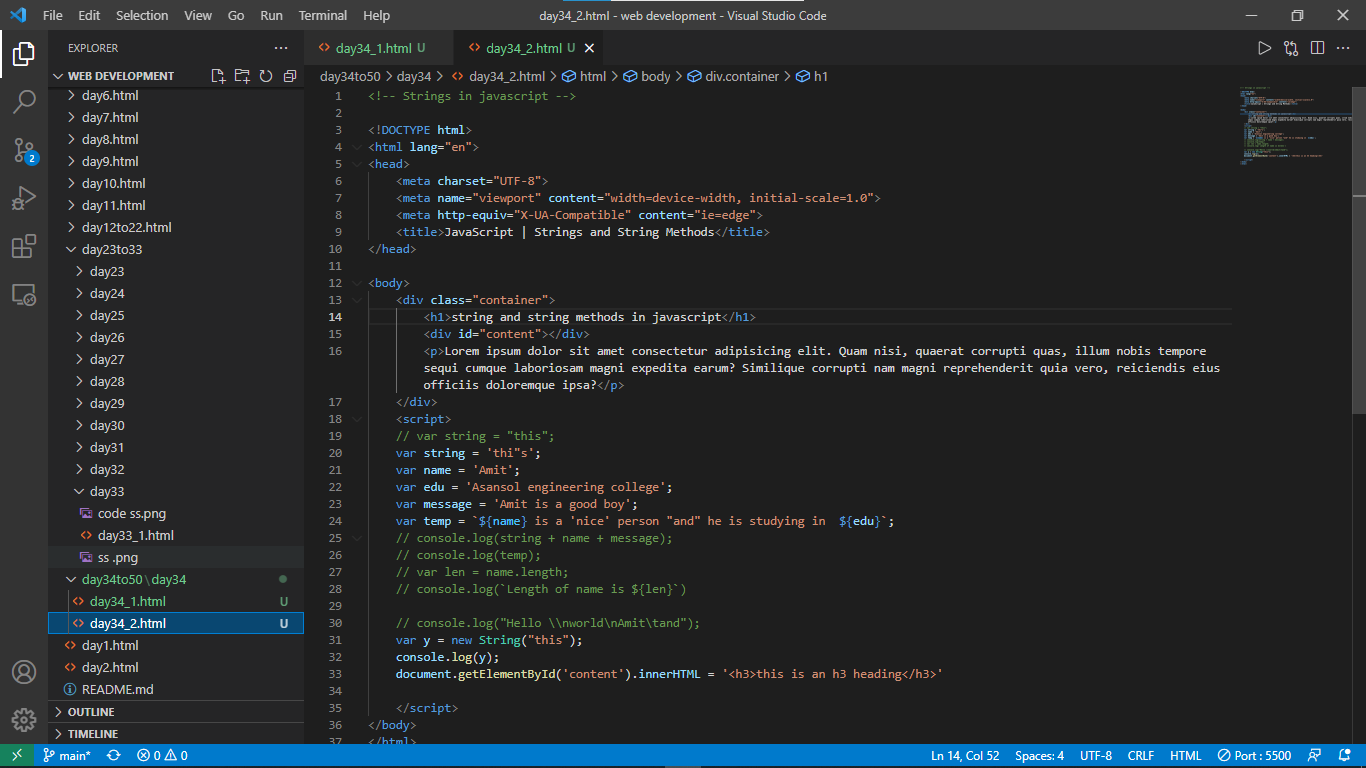 File Edit Selection View Go Run Terminal Help
day34_2.html - web development - Visual Studio Code
EXPLORER
WEB DEVELOPMENT
day6.html
day7.html
day8.html
day9.html
day10.html
day11.html
day12to22.html
day23to33
day23
day24
day25
day26
day27
day28
day29
day30
day31
day32
day33
code ss.png
day33_1.html
ss .png
day34to50\day34
day34_1.html U
day34_2.html U
day1.html
day2.html
README.md
OUTLINE
TIMELINE
2
day34_1.html U
day34_2.html U
day34to50 > day34 > day34_2.html > html > body > div.container > h1
1 <!-- Strings in javascript -->
2
3 <!DOCTYPE html>
4 <html lang="en">
5 <head>
6 <meta charset="UTF-8">
7 <meta name="viewport" content="width=device-width, initial-scale=1.0">
8 <meta http-equiv="X-UA-Compatible" content="ie=edge">
9 <title>JavaScript | Strings and String Methods</title>
10 </head>
11
12 <body>
13 <div class="container">
14 <h1>string and string methods in javascript</h1>
15 <div id="content"></div>
16 <p>Lorem ipsum dolor sit amet consectetur adipisicing elit. Quam nisi, quaerat corrupti quas, illum nobis tempore
sequi cumque laboriosam magni expedita earum? Similique corrupti nam magni reprehenderit quia vero, reiciendis eius
officiis doloremque ipsa?</p>
17 </div>
18 <script>
19 // var string = "this";
20 var string = 'thi"s';
21 var name = 'Amit';
22 var edu = 'Asansol engineering college';
23 var message = 'Amit is a good boy';
24 var temp = `${name} is a 'nice' person "and" he is studying in  ${edu}`;
25 // console.log(string + name + message);
26 // console.log(temp);
27 // var len = name.length;
28 // console.log(`Length of name is ${len}`)
29
30 // console.log("Hello \\nworld\nAmit\tand");
31 var y = new String("this");
32 console.log(y);
33 document.getElementById('content').innerHTML = '<h3>this is an h3 heading</h3>'
34
35 </script>
36 </body>
37 </html>
main* 0 0
Ln 14, Col 52 Spaces: 4 UTF-8 CRLF HTML Port : 5500